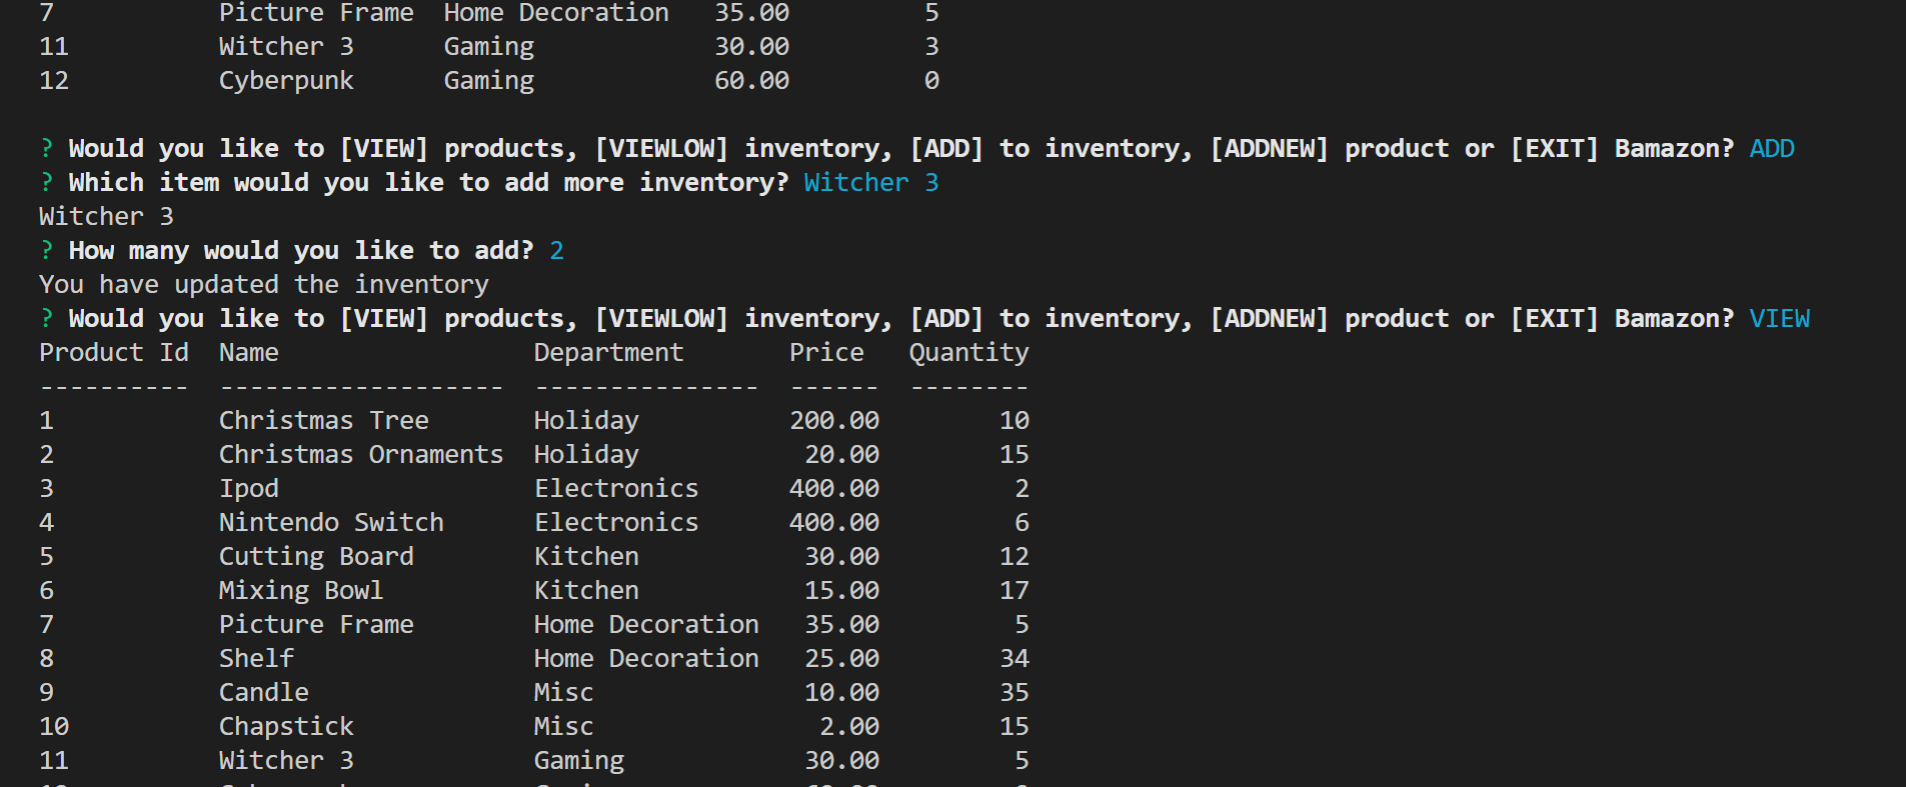 7          Picture Frame  Home Decoration   35.00         5
11          Witcher 3      Gaming            30.00         3
12          Cyberpunk      Gaming            60.00         0
? Would you like to [VIEW] products, [VIEWLOW] inventory, [ADD] to inventory, [ADDNEW] product or [EXIT] Bamazon? ADD
? Which item would you like to add more inventory? Witcher 3
Witcher 3
? How many would you like to add? 2
You have updated the inventory
? Would you like to [VIEW] products, [VIEWLOW] inventory, [ADD] to inventory, [ADDNEW] product or [EXIT] Bamazon? VIEW
Product Id  Name                 Department       Price   Quantity
----------  -------------------  ---------------  ------  --------
1           Christmas Tree       Holiday          200.00        10
2           Christmas Ornaments  Holiday           20.00        15
3           Ipod                 Electronics      400.00         2
4           Nintendo Switch      Electronics      400.00         6
5           Cutting Board        Kitchen           30.00        12
6           Mixing Bowl          Kitchen           15.00        17
7           Picture Frame        Home Decoration   35.00         5
8           Shelf                Home Decoration   25.00        34
9           Candle               Misc              10.00        35
10          Chapstick            Misc               2.00        15
11          Witcher 3            Gaming            30.00         5